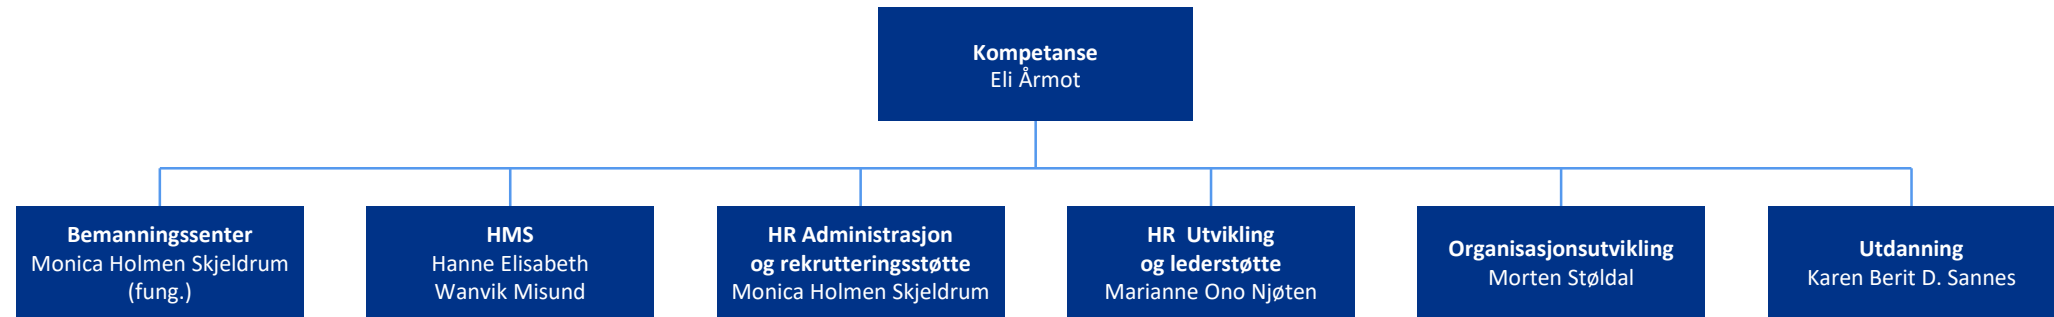 Kompetanse
Eli Årmot
Bemanningssenter
Monica Holmen Skjeldrum
(fung.)
HMS
Hanne Elisabeth
Wanvik Misund
HR Administrasjon
og rekrutteringsstøtte
Monica Holmen Skjeldrum
HR  Utvikling
og lederstøtte
Marianne Ono Njøten
Organisasjonsutvikling
Morten Støldal
Utdanning
Karen Berit D. Sannes